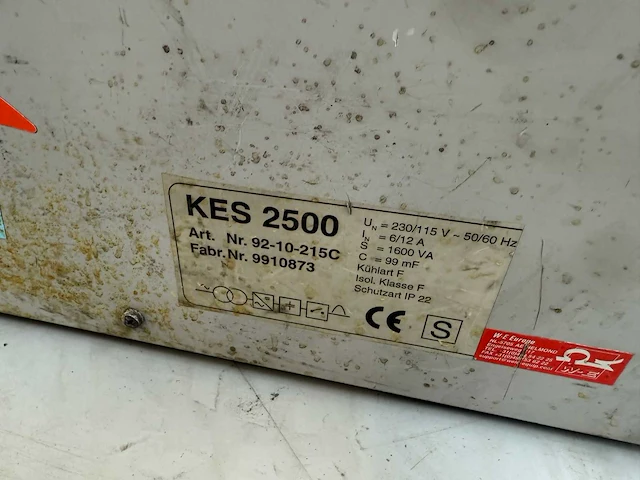 KES 2500
Art. Nr. 92-10-215C
Fabr. Nr. 9910873
UN = 230/115 V ~ 50/60 Hz
IN = 6/12 A
S = 1600 VA
C = 99 mF
Kühlart F
Isol. Klasse F
Schutzart IP 22
CE
S
W-E Europe